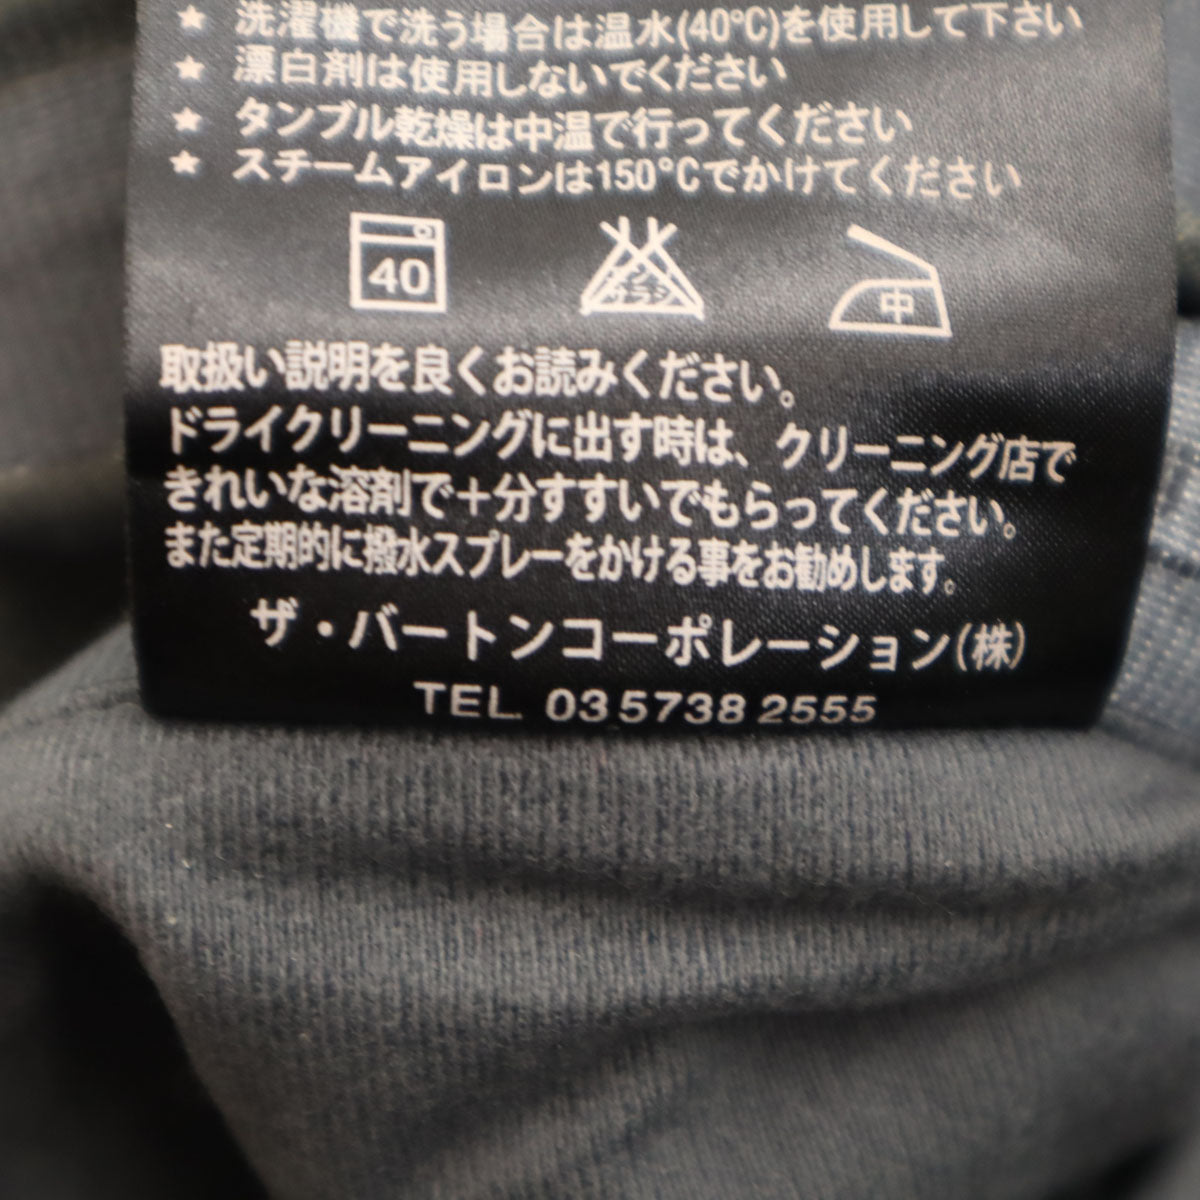 ★ 洗濯機で洗う場合は温水(40°C)を使用して下さい
★ 漂白剤は使用しないでください
★ タンブル乾燥は中温で行ってください
★ スチームアイロンは150°Cでかけてください
40
エンソサラシ
中
取扱い説明を良くお読みください。
ドライクリーニングに出す時は、クリーニング店で
きれいな溶剤で＋分すすいでもらってください。
また定期的に撥水スプレーをかける事をお勧めします。
ザ・バートンコーポレーション(株)
TEL. 03 5738 2555